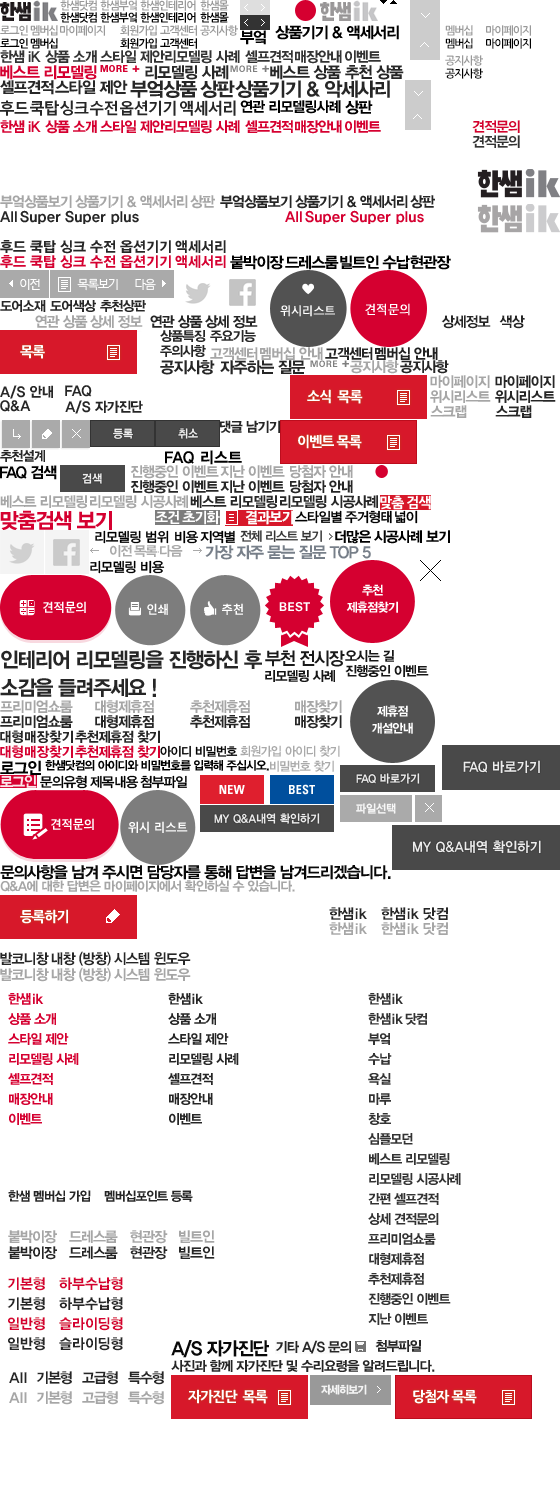 한샘ik 한샘닷컴 한샘부엌 한샘인테리어 한샘몰 한샘ik
한샘닷컴 한샘부엌 한샘인테리어 한샘몰
로그인 멤버십 마이페이지 회원가입 고객센터 공지사항 부엌 상품기기 & 액세서리 멤버십 마이페이지
로그인 멤버십 회원가입 고객센터 멤버십 마이페이지
한샘 iK 상품 소개 스타일 제안 리모델링 사례 셀프견적 매장안내 이벤트 공지사항
베스트 리모델링 MORE + 리모델링 사례 MORE + 베스트 상품 추천 상품 공지사항
셀프견적 스타일 제안 부엌상품 상판 상품기기 & 악세사리
후드 쿡탑 싱크 수전 옵션기기 액세서리 연관 리모델링사례 상판
한샘 iK 상품 소개 스타일 제안 리모델링 사례 셀프견적 매장안내 이벤트 견적문의
견적문의
한샘ik
한샘ik
부엌상품보기 상품기기 & 액세서리 상판 부엌상품보기 상품기기 & 액세서리 상판
All Super Super plus All Super Super plus
후드 쿡탑 싱크 수전 옵션기기 액세서리
후드 쿡탑 싱크 수전 옵션기기 액세서리 붙박이장 드레스룸 빌트인 수납 현관장
이전 목록보기 다음
도어소재 도어색상 추천상판 위시리스트 견적문의
연관 상품 상세 정보 연관 상품 상세 정보 상세정보 색상
상품특징 주요기능
목록 주의사항 고객센터 멤버십 안내 고객센터 멤버십 안내
공지사항 자주하는 질문 MORE + 공지사항 공지사항
A/S 안내 FAQ 소식 목록 마이페이지 마이페이지
위시리스트 위시리스트
Q&A A/S 자가진단 스크랩 스크랩
등록 취소 댓글 남기기 이벤트 목록
추천설계 FAQ 리스트
FAQ 검색 검색 진행중인 이벤트 지난 이벤트 당첨자 안내
진행중인 이벤트 지난 이벤트 당첨자 안내
베스트 리모델링 리모델링 시공사례 베스트 리모델링 리모델링 시공사례 맞춤 검색
맞춤검색 보기 조건 초기화 결과보기 스타일별 주거형태 넓이
리모델링 범위 비용 지역별 전체 리스트 보기 더많은 시공사례 보기
이전 목록 다음 가장 자주 묻는 질문 TOP 5
리모델링 비용
견적문의 인쇄 추천 BEST 추천
제휴점찾기
인테리어 리모델링을 진행하신 후 부천 전시장 오시는 길
소감을 들려주세요 ! 리모델링 사례 진행중인 이벤트
프리미엄쇼룸 대형제휴점 추천제휴점 매장찾기
프리미엄쇼룸 대형제휴점 추천제휴점 매장찾기 제휴점
개설안내
대형매장찾기 추천제휴점 찾기
대형매장찾기 추천제휴점 찾기 아이디 비밀번호 회원가입 아이디 찾기
로그인 한샘닷컴의 아이디와 비밀번호를 입력해 주십시오. 비밀번호 찾기 FAQ 바로가기
로그인 문의유형 제목 내용 첨부파일 FAQ 바로가기
NEW BEST
견적문의 위시 리스트 MY Q&A내역 확인하기 파일선택
MY Q&A내역 확인하기
문의사항을 남겨 주시면 담당자를 통해 답변을 남겨드리겠습니다.
Q&A에 대한 답변은 마이페이지에서 확인하실 수 있습니다.
등록하기 한샘ik 한샘ik 닷컴
한샘ik 한샘ik 닷컴
발코니창 내창 (방창) 시스템 윈도우
발코니창 내창 (방창) 시스템 윈도우
한샘ik 한샘ik 한샘ik
상품 소개 상품 소개 한샘ik 닷컴
스타일 제안 스타일 제안 부엌
리모델링 사례 리모델링 사례 수납
셀프견적 셀프견적 욕실
매장안내 매장안내 마루
이벤트 이벤트 창호
심플모던
베스트 리모델링
리모델링 시공사례
한샘 멤버십 가입 멤버십포인트 등록 간편 셀프견적
상세 견적문의
붙박이장 드레스룸 현관장 빌트인 프리미엄쇼룸
붙박이장 드레스룸 현관장 빌트인 대형제휴점
기본형 하부수납형 추천제휴점
기본형 하부수납형 진행중인 이벤트
일반형 슬라이딩형 지난 이벤트
일반형 슬라이딩형 A/S 자가진단 기타 A/S 문의 첨부파일
사진과 함께 자가진단 및 수리요령을 알려드립니다.
All 기본형 고급형 특수형
All 기본형 고급형 특수형 자가진단 목록 자세히보기 당첨자 목록